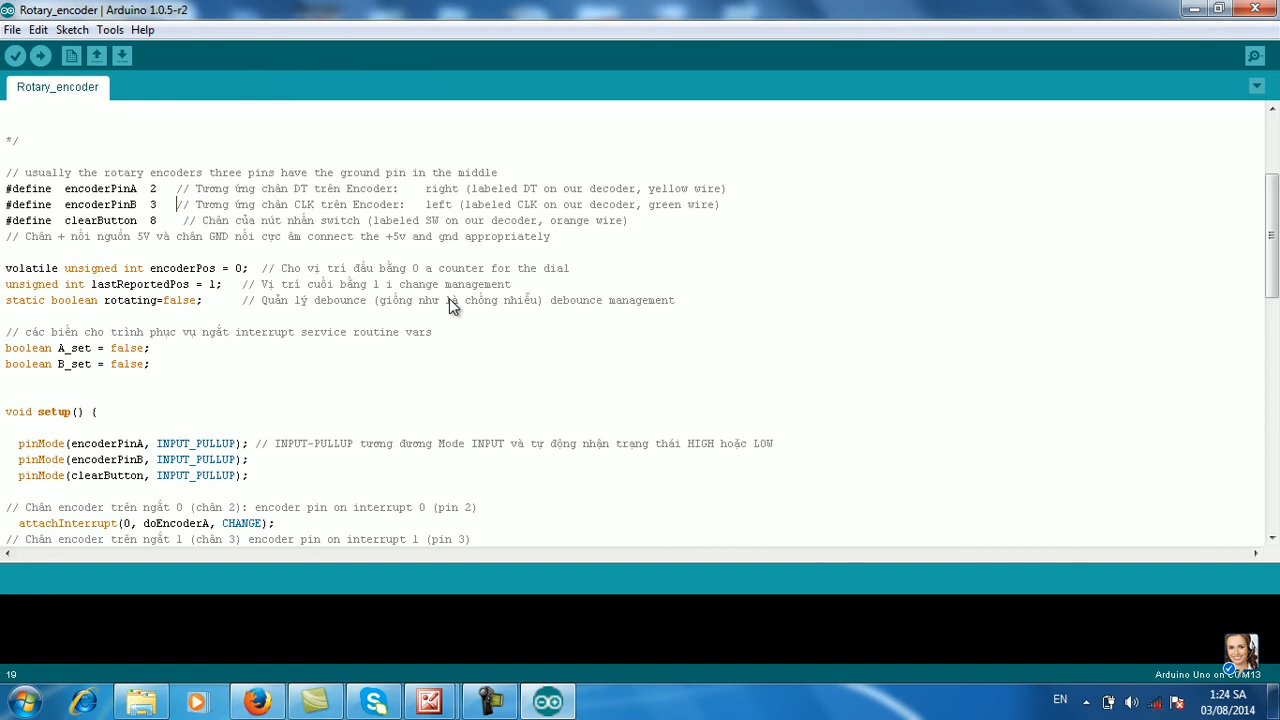 Rotary_encoder | Arduino 1.0.5-r2
File Edit Sketch Tools Help
Rotary_encoder
*/
// usually the rotary encoders three pins have the ground pin in the middle
#define encoderPinA 2 // Tương ứng chân DT trên Encoder: right (labeled DT on our decoder, yellow wire)
#define encoderPinB 3 // Tương ứng chân CLK trên Encoder: left (labeled CLK on our decoder, green wire)
#define clearButton 8 // Chân của nút nhấn switch (labeled SW on our decoder, orange wire)
// Chân + nối nguồn 5V và chân GND nối cực âm connect the +5v and gnd appropriately
volatile unsigned int encoderPos = 0; // Cho vị trí đầu bằng 0 a counter for the dial
unsigned int lastReportedPos = 1; // Vị trí cuối bằng 1 i change management
static boolean rotating=false; // Quản lý debounce (giống như là chống nhiễu) debounce management
// các biến cho trình phục vụ ngắt interrupt service routine vars
boolean A_set = false;
boolean B_set = false;
void setup() {
pinMode(encoderPinA, INPUT_PULLUP); // INPUT-PULLUP tương đương Mode INPUT và tự động nhận trạng thái HIGH hoặc LOW
pinMode(encoderPinB, INPUT_PULLUP);
pinMode(clearButton, INPUT_PULLUP);
// Chân encoder trên ngắt 0 (chân 2): encoder pin on interrupt 0 (pin 2)
attachInterrupt(0, doEncoderA, CHANGE);
// Chân encoder trên ngắt 1 (chân 3) encoder pin on interrupt 1 (pin 3)
19
Arduino Uno on COM13
EN
1:24 SA
03/08/2014